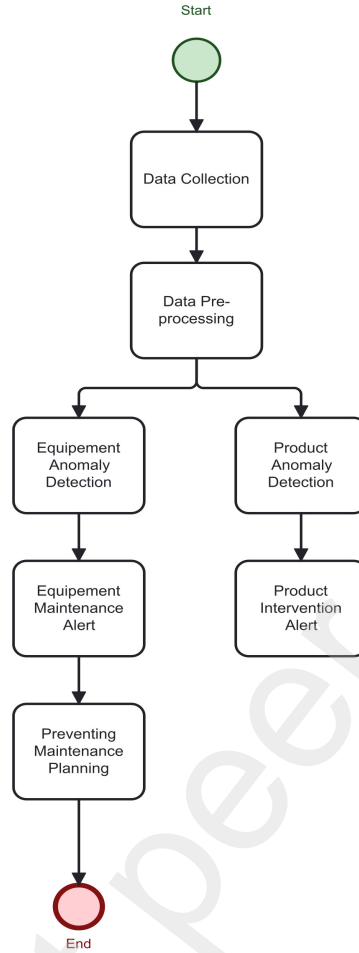 Start
Data Collection
Data Pre-
processing
Equipement
Anomaly
Detection
Product
Anomaly
Detection
Equipement
Maintenance
Alert
Product
Intervention
Alert
Preventing
Maintenance
Planning
End
peer